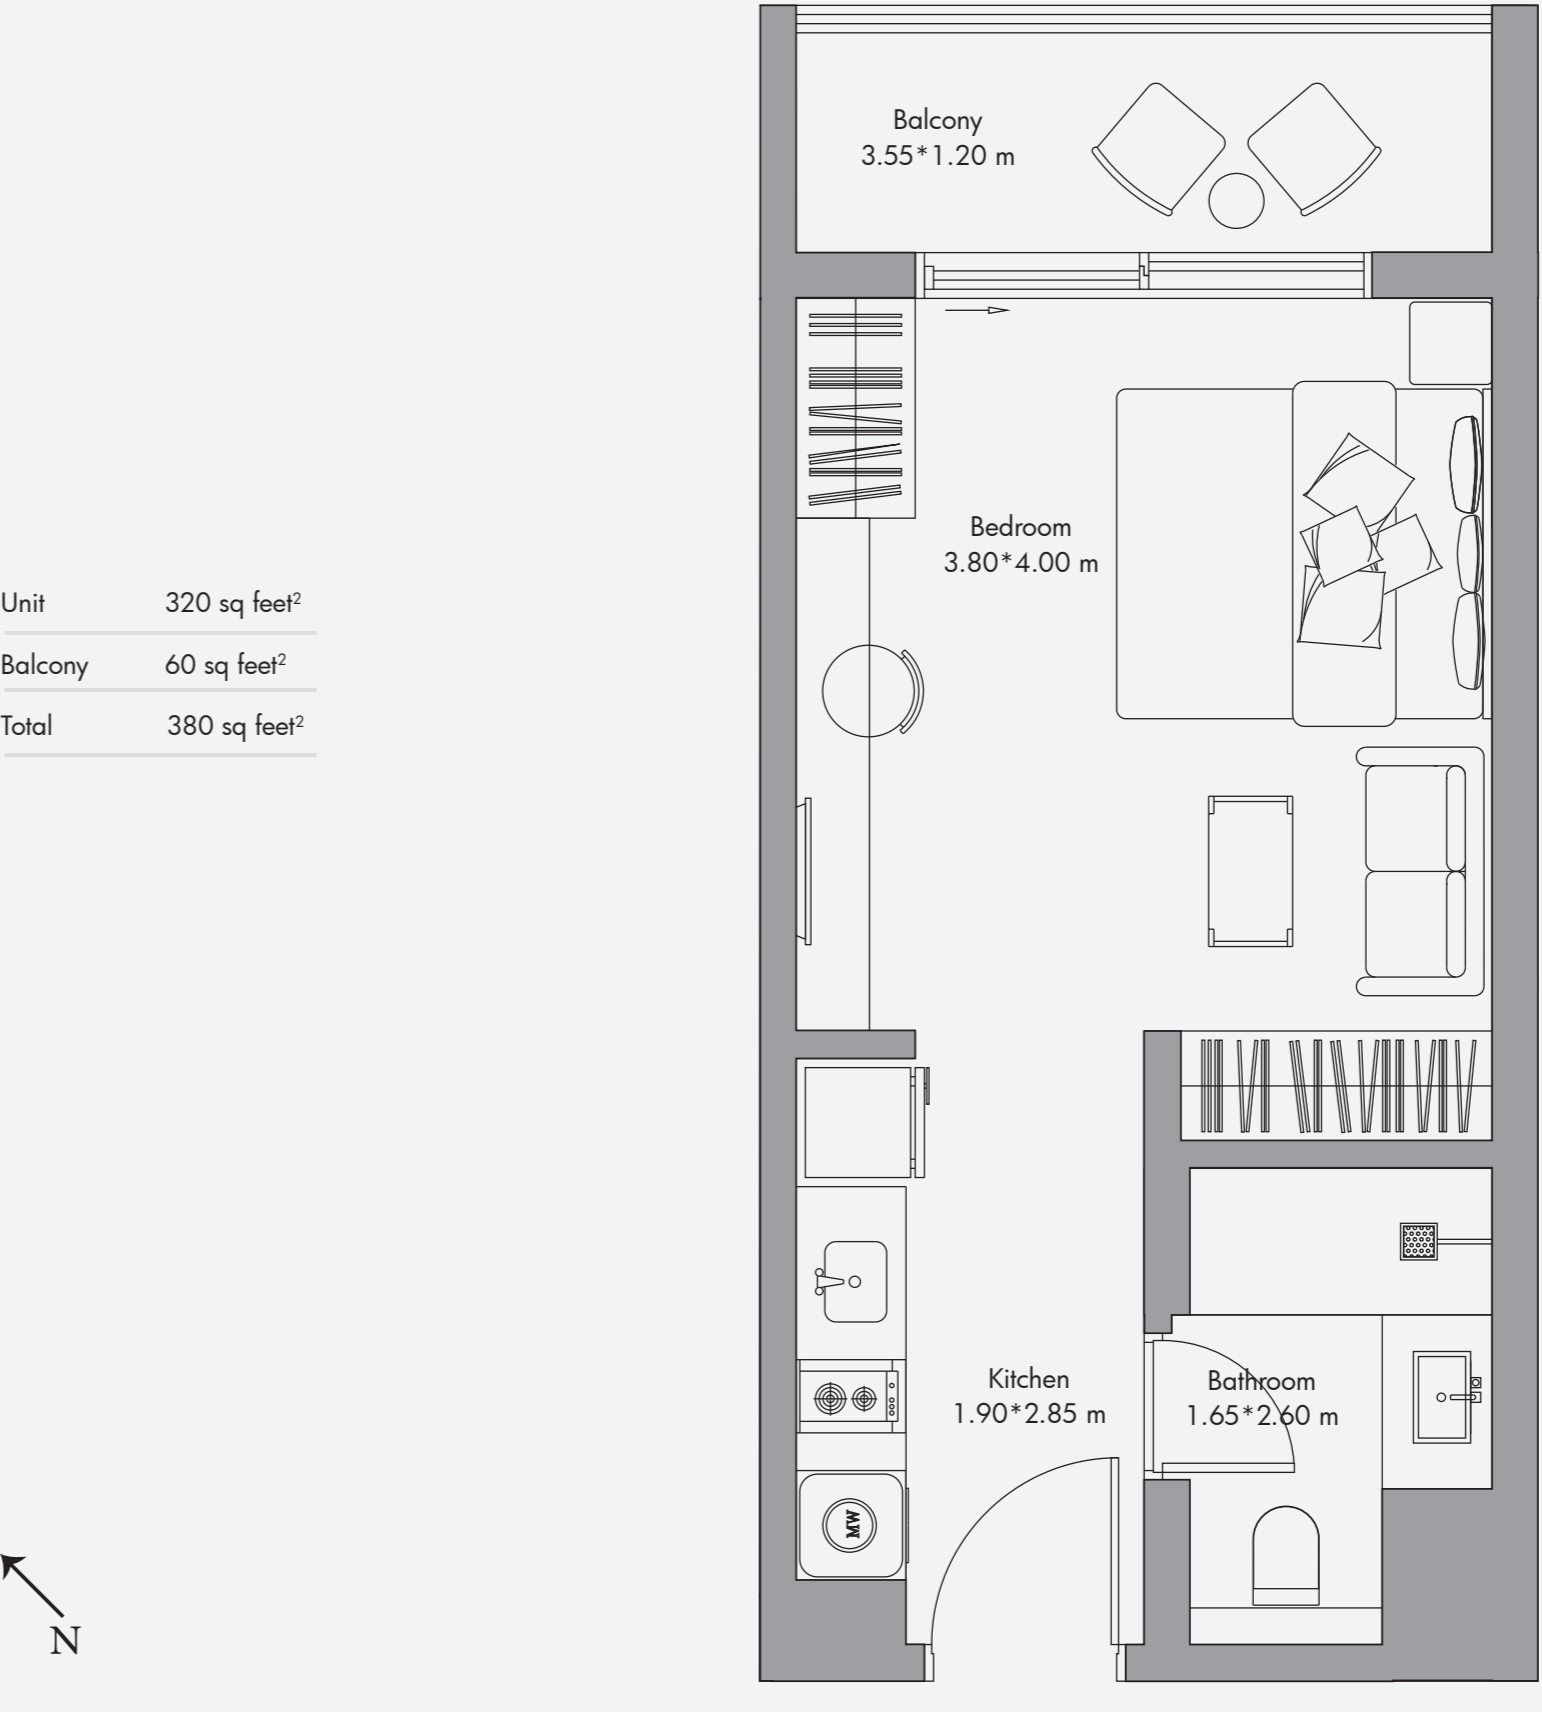 Balcony
3.55*1.20 m
Bedroom
3.80*4.00 m
Unit 320 sq feet²
Balcony 60 sq feet²
Total 380 sq feet²
Kitchen
1.90*2.85 m
Bathroom
1.65*2.60 m
MW
N